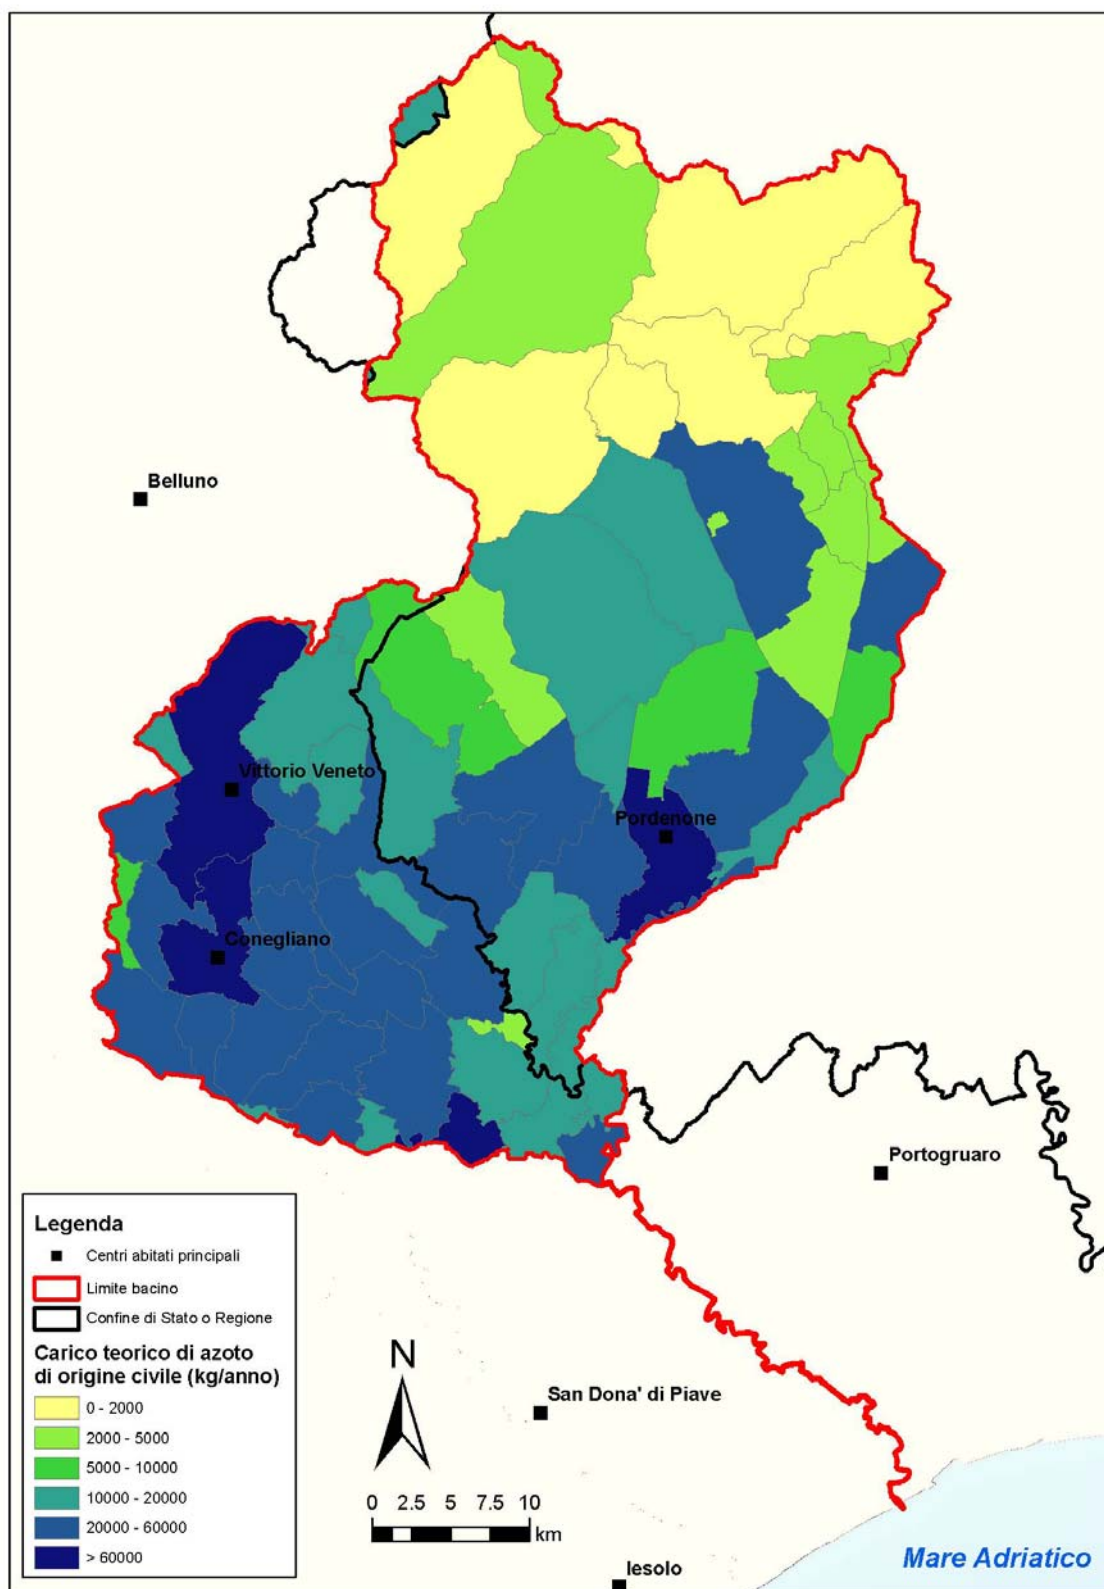 Belluno
Vittorio Veneto
Pordenone
Conegliano
Portogruaro
Legenda
Centri abitati principali
Limite bacino
Confine di Stato o Regione
Carico teorico di azoto
di origine civile (kg/anno)
0 - 2000
2000 - 5000
5000 - 10000
10000 - 20000
20000 - 60000
> 60000
N
0 2.5 5 7.5 10
km
San Dona' di Piave
Mare Adriatico
Iesolo